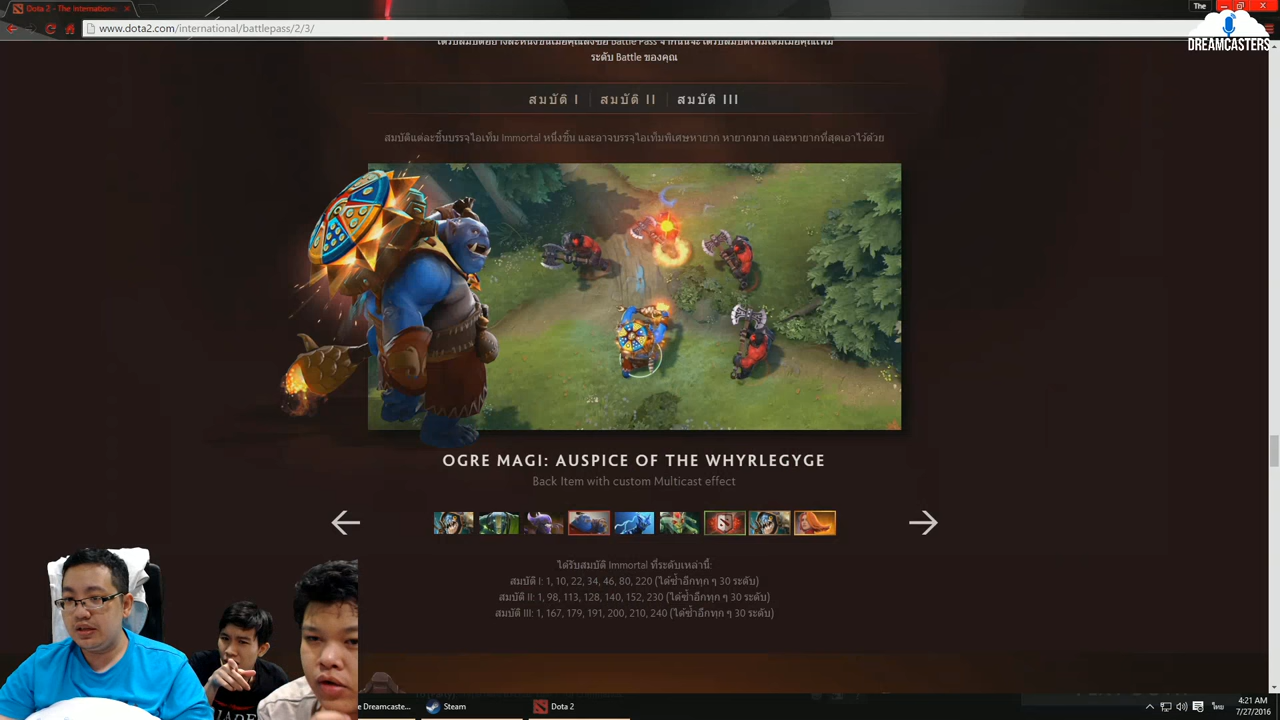 Dota 2 - The Internationa
The
www.dota2.com/international/battlepass/2/3/
DREAMCASTERS
ระดับ Battle ของคุณ
สมบัติ I
สมบัติ II
สมบัติ III
สมบัติแต่ละชิ้นบรรจุไอเท็ม Immortal หนึ่งชิ้น และอาจบรรจุไอเท็มพิเศษหายาก หายากมาก และหายากที่สุดเอาไว้ด้วย
OGRE MAGI: AUSPICE OF THE WHYRLEGYGE
Back Item with custom Multicast effect
ได้รับสมบัติ Immortal ที่ระดับเหล่านี้:
สมบัติ I: 1, 10, 22, 34, 46, 80, 220 (ได้ซ้ำอีกทุก ๆ 30 ระดับ)
สมบัติ II: 1, 98, 113, 128, 140, 152, 230 (ได้ซ้ำอีกทุก ๆ 30 ระดับ)
สมบัติ III: 1, 167, 179, 191, 200, 210, 240 (ได้ซ้ำอีกทุก ๆ 30 ระดับ)
e Dreamcaste...
Steam
Dota 2
ไทย
4:21 AM
7/27/2016